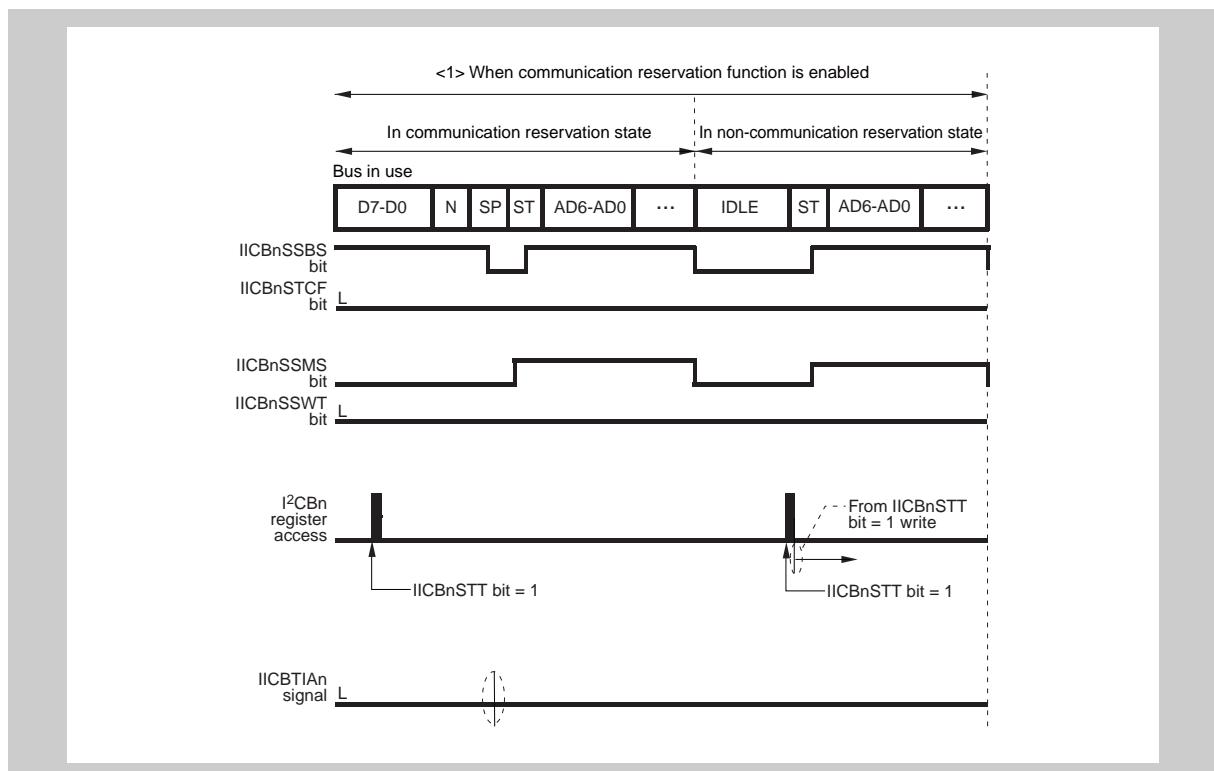 <1> When communication reservation function is enabled
In communication reservation state
In non-communication reservation state
Bus in use
D7-D0 N SP ST AD6-AD0 ... IDLE ST AD6-AD0 ...
IICBnSSBS
bit
IICBnSTCF
bit
L
IICBnSSMS
bit
IICBnSSWT
bit
L
I²CBn
register
access
From IICBnSTT
bit = 1 write
IICBnSTT bit = 1
IICBnSTT bit = 1
IICBTIAn
signal
L